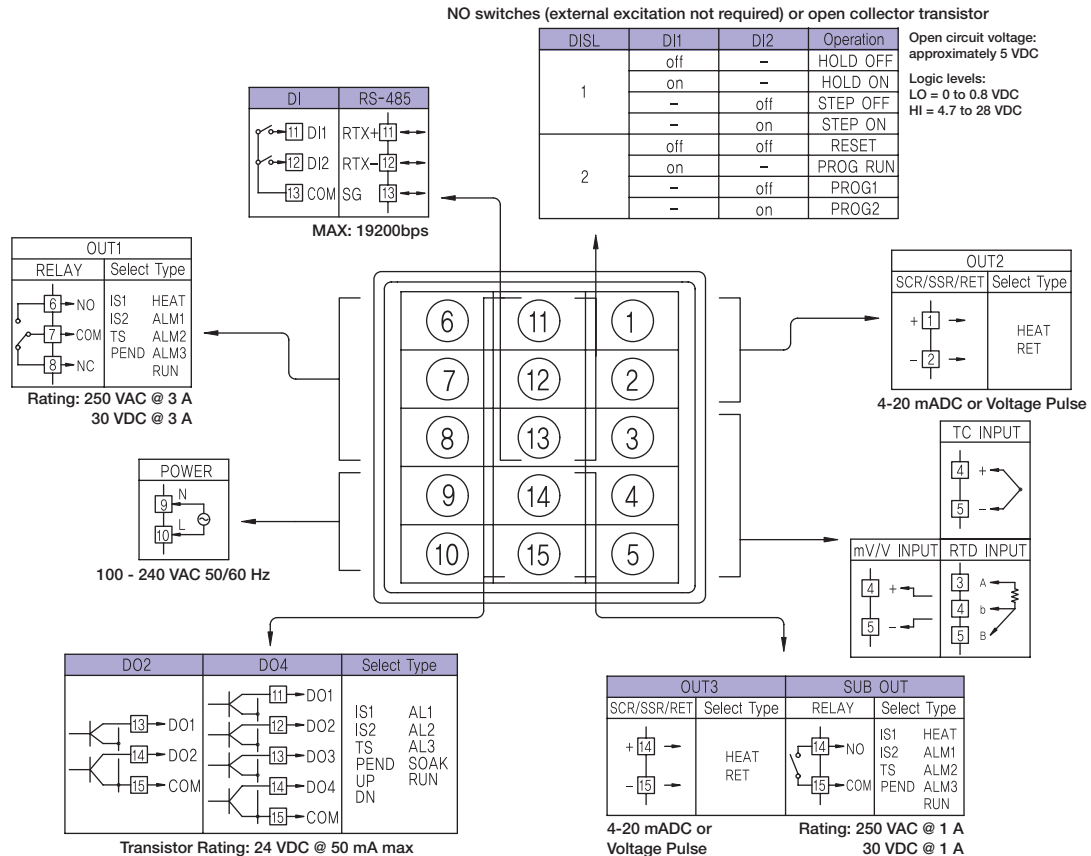 NO switches (external excitation not required) or open collector transistor
DISL DI1 DI2 Operation
1 off – HOLD OFF
on – HOLD ON
– off STEP OFF
– on STEP ON
2 off off RESET
on – PROG RUN
– off PROG1
– on PROG2
Open circuit voltage:
approximately 5 VDC
Logic levels:
LO = 0 to 0.8 VDC
HI = 4.7 to 28 VDC
DI RS-485
11 DI1 RTX+ 11
12 DI2 RTX- 12
13 COM SG 13
MAX: 19200bps
OUT1
RELAY Select Type
6 NO
7 COM
8 NC
IS1 HEAT
IS2 ALM1
TS ALM2
PEND ALM3
RUN
Rating: 250 VAC @ 3 A
30 VDC @ 3 A
POWER
9 N
10 L
100 - 240 VAC 50/60 Hz
6 11 1
7 12 2
8 13 3
9 14 4
10 15 5
OUT2
SCR/SSR/RET Select Type
+ 1
- 2
HEAT
RET
4-20 mADC or Voltage Pulse
TC INPUT
4 +
5 -
mV/V INPUT RTD INPUT
4 +
5 -
3 A
4 b
5 B
DO2 DO4 Select Type
13 DO1
14 DO2
15 COM
11 DO1
12 DO2
13 DO3
14 DO4
15 COM
IS1 AL1
IS2 AL2
TS AL3
PEND SOAK
UP RUN
DN
Transistor Rating: 24 VDC @ 50 mA max
OUT3 SUB OUT
SCR/SSR/RET Select Type RELAY Select Type
+ 14
- 15
HEAT
RET
14 NO
15 COM
IS1 HEAT
IS2 ALM1
TS ALM2
PEND ALM3
RUN
4-20 mADC or
Voltage Pulse
Rating: 250 VAC @ 1 A
30 VDC @ 1 A